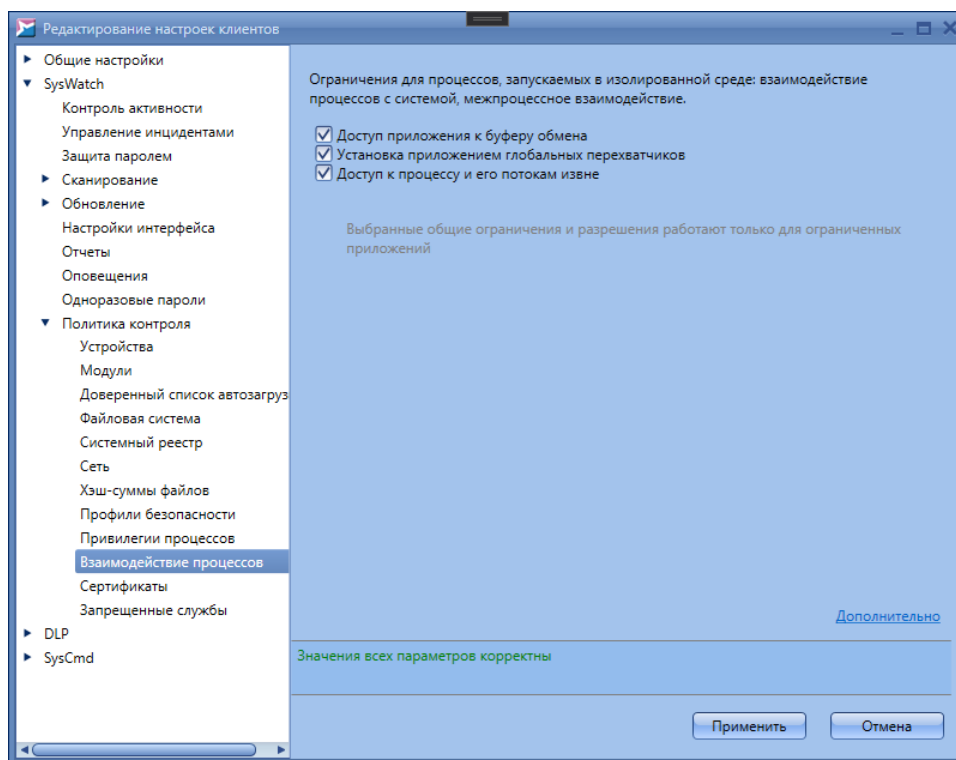 Редактирование настроек клиентов
Общие настройки
SysWatch
Контроль активности
Управление инцидентами
Защита паролем
Сканирование
Обновление
Настройки интерфейса
Отчеты
Оповещения
Одноразовые пароли
Политика контроля
Устройства
Модули
Доверенный список автозагруз
Файловая система
Системный реестр
Сеть
Хэш-суммы файлов
Профили безопасности
Привилегии процессов
Взаимодействие процессов
Сертификаты
Запрещенные службы
DLP
SysCmd
Ограничения для процессов, запускаемых в изолированной среде: взаимодействие
процессов с системой, межпроцессное взаимодействие.
Доступ приложения к буферу обмена
Установка приложением глобальных перехватчиков
Доступ к процессу и его потокам извне
Выбранные общие ограничения и разрешения работают только для ограниченных
приложений
Дополнительно
Значения всех параметров корректны
Применить
Отмена